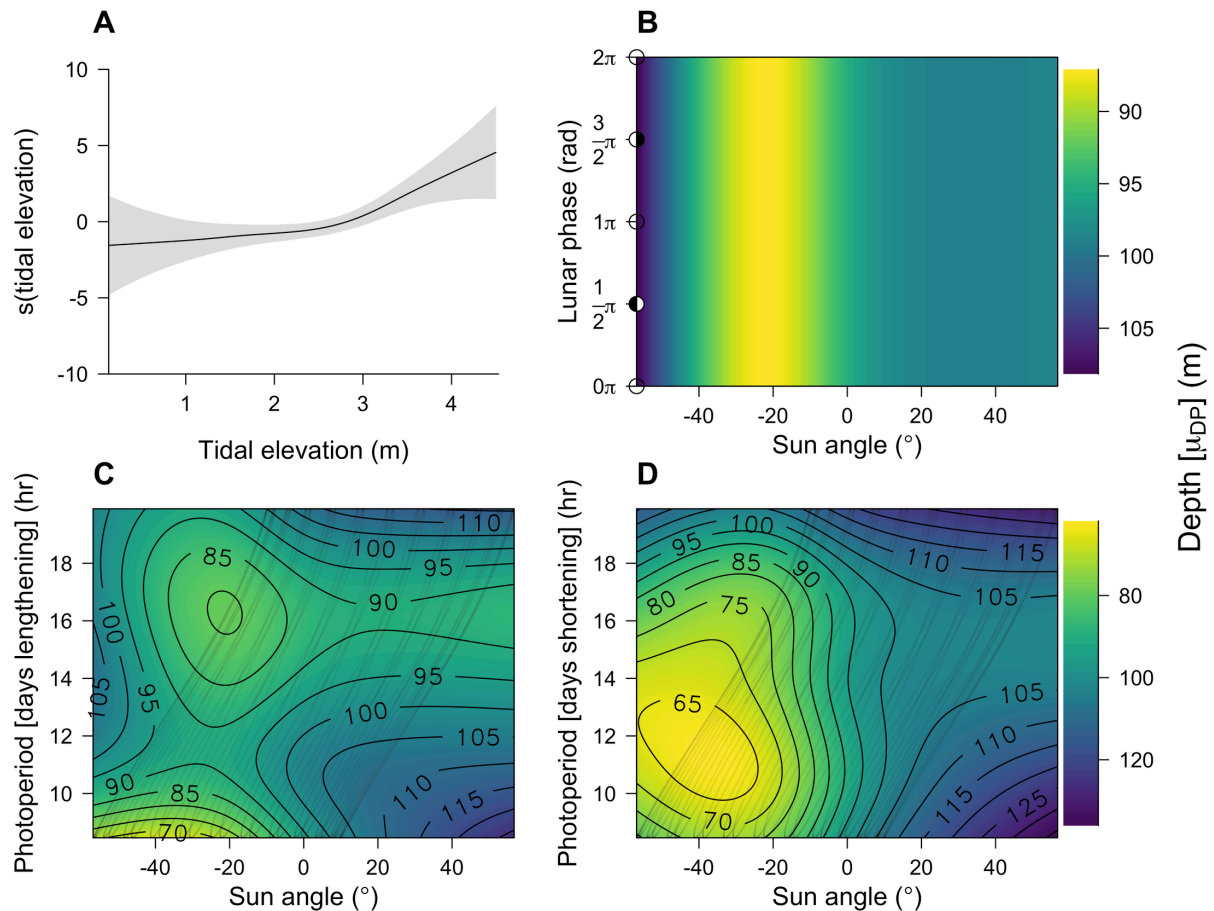 A
10
5
0
-5
-10
s(tidal elevation)
1 2 3 4
Tidal elevation (m)
B
2π
3/2 π
1π
1/2 π
0π
Lunar phase (rad)
-40 -20 0 20 40
Sun angle (°)
90
95
100
105
Depth [μDP] (m)
C
18
16
14
12
10
Photoperiod [days lengthening] (hr)
110
100
95
85
90
100
95
105
95
100
105
90
85
110
115
70
-40 -20 0 20 40
Sun angle (°)
D
18
16
14
12
10
Photoperiod [days shortening] (hr)
100
95
85
90
80
75
115
110
105
65
105
110
115
125
70
-40 -20 0 20 40
Sun angle (°)
80
100
120